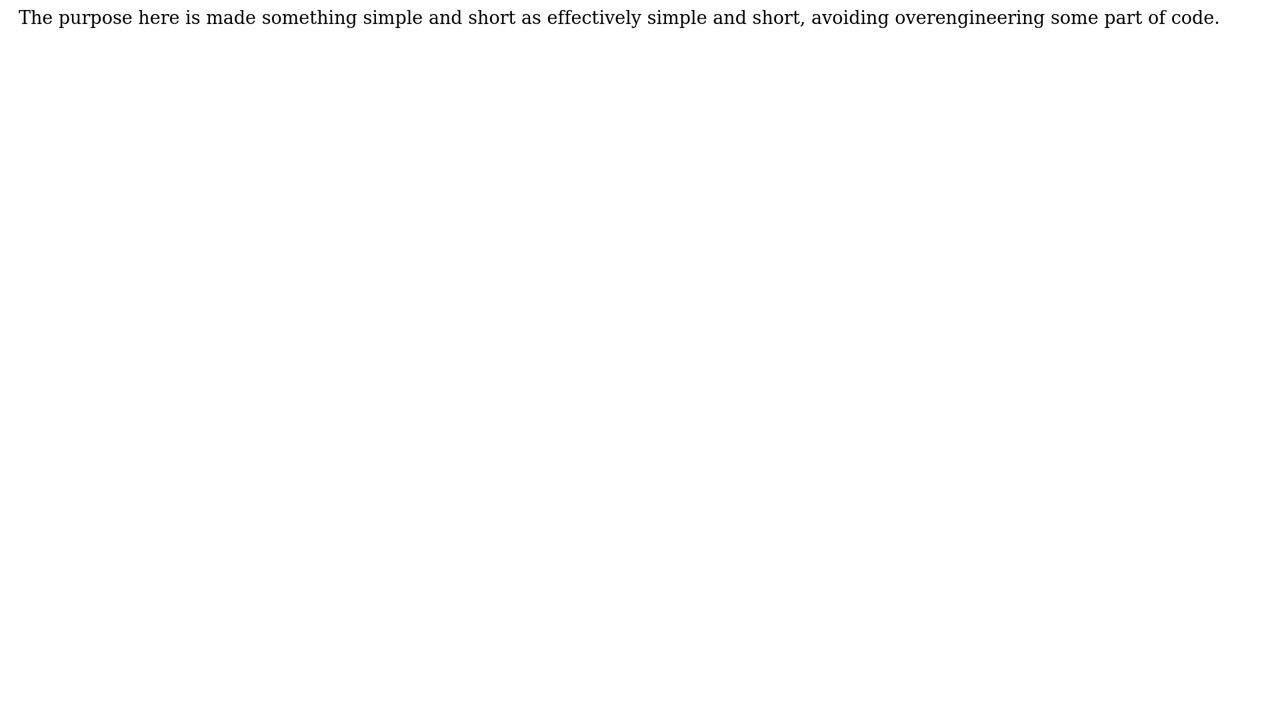 The purpose here is made something simple and short as effectively simple and short, avoiding overengineering some part of code.